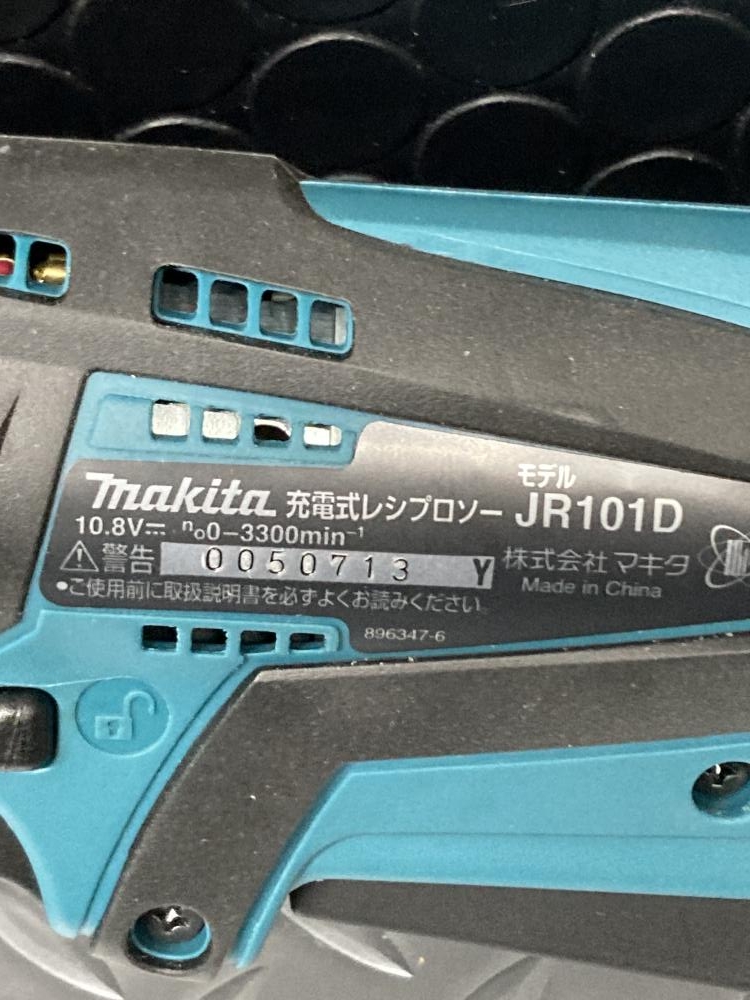 makita 充電式レシプロソー モデル JR101D
10.8V⎓ n₀0-3300min⁻¹
⚠警告 0050713 Y 株式会社 マキタ
Made in China
●ご使用前に取扱説明書を必ずよくお読みください
896347-6